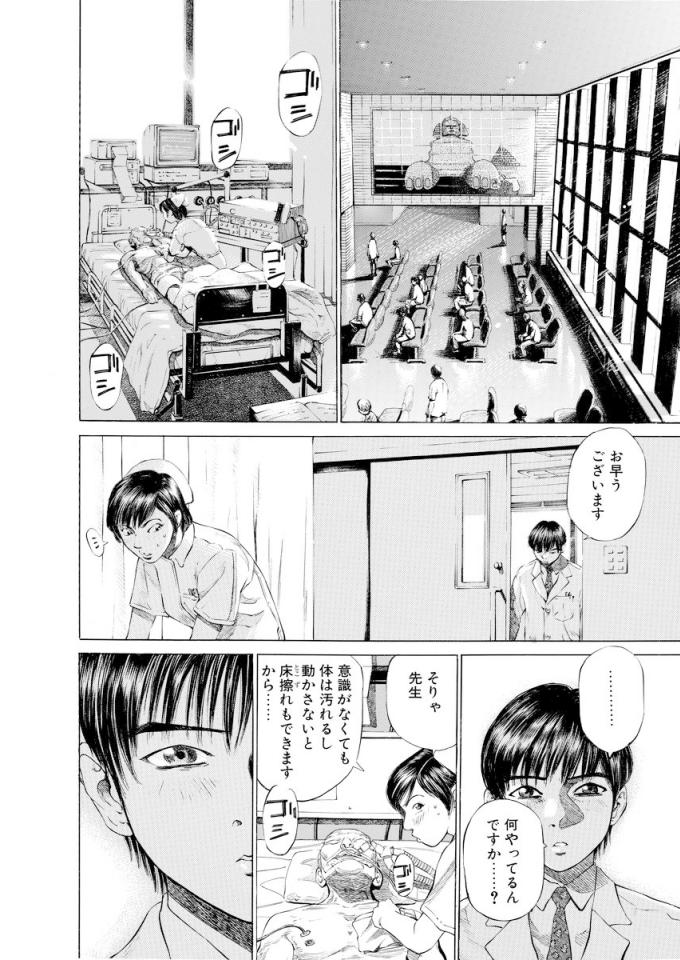 ゴシ
ゴシ
ゴシ
ゴシ
お早う
ございます
………
何やってるん
ですか……?
そりゃ
先生
意識がなくても
体は汚れるし
動かさないと
床擦れもできます
から……
とこず
ゴシ
ゴシ